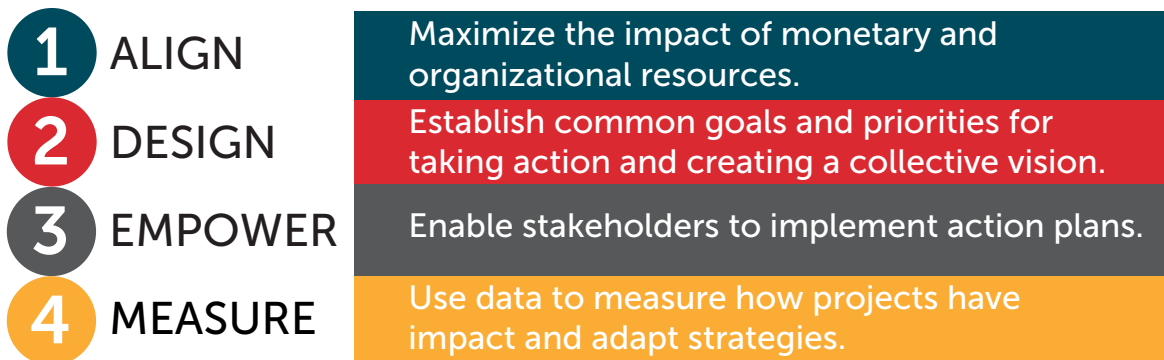 1 ALIGN
Maximize the impact of monetary and
organizational resources.
2 DESIGN
Establish common goals and priorities for
taking action and creating a collective vision.
3 EMPOWER
Enable stakeholders to implement action plans.
4 MEASURE
Use data to measure how projects have
impact and adapt strategies.